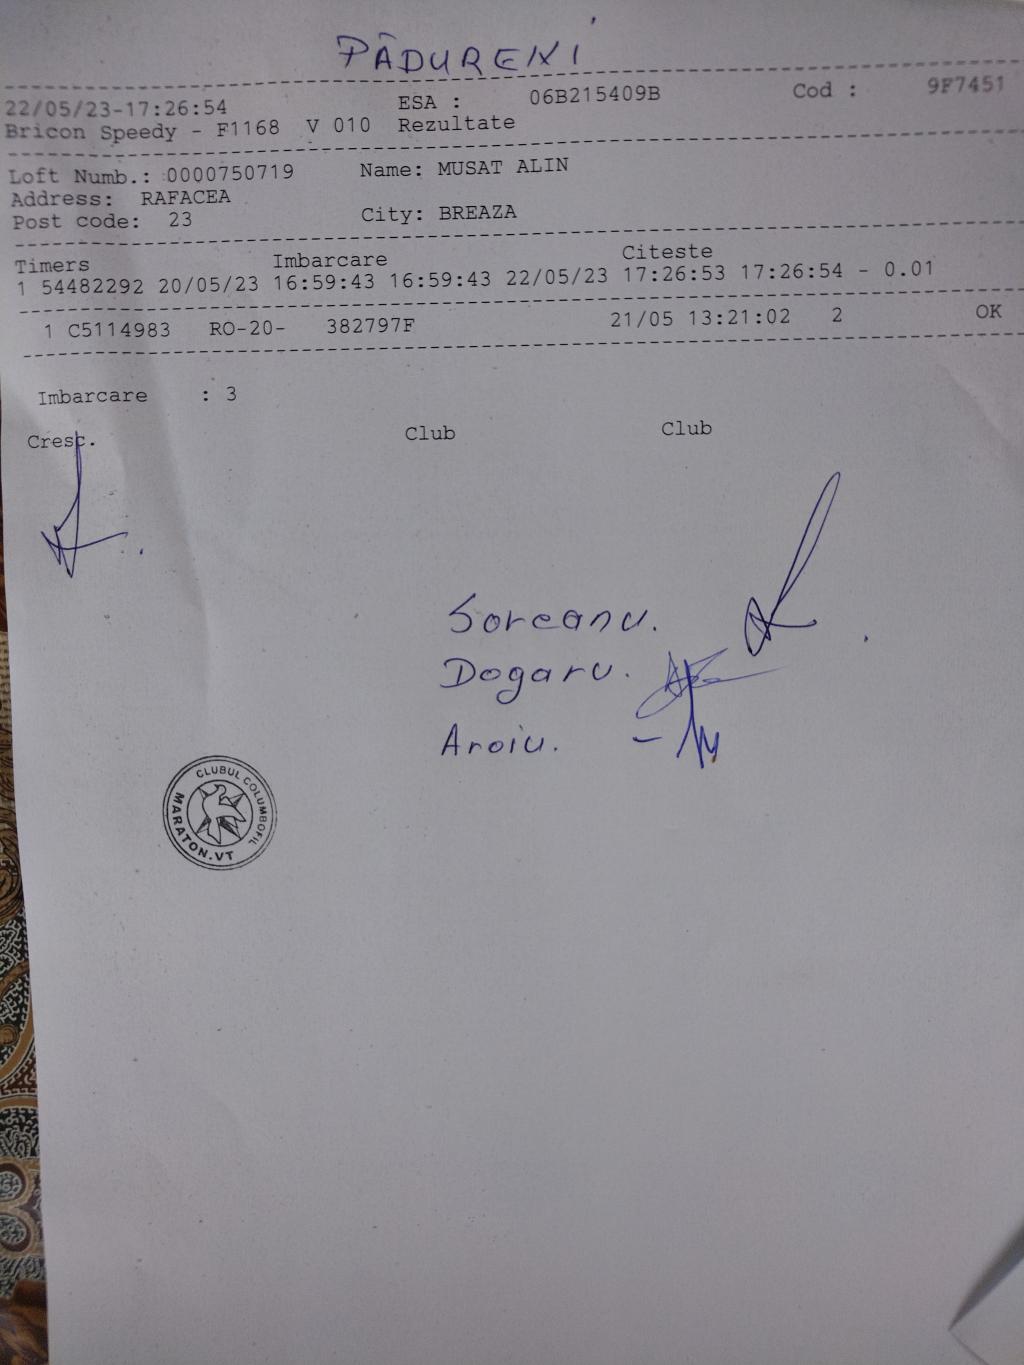 PĂDURENI
22/05/23-17:26:54 ESA : 06B215409B Cod : 9F7451
Bricon Speedy - F1168 V 010 Rezultate
Loft Numb.: 0000750719 Name: MUSAT ALIN
Address: RAFACEA
Post code: 23 City: BREAZA
Timers Imbarcare Citeste
1 54482292 20/05/23 16:59:43 16:59:43 22/05/23 17:26:53 17:26:54 - 0.01
1 C5114983 RO-20- 382797F 21/05 13:21:02 2 OK
Imbarcare : 3
Cresc. Club Club
Soreanu.
Dogaru.
Aroiu. -
CLUBUL COLUMBOFIL
MARATON.VT